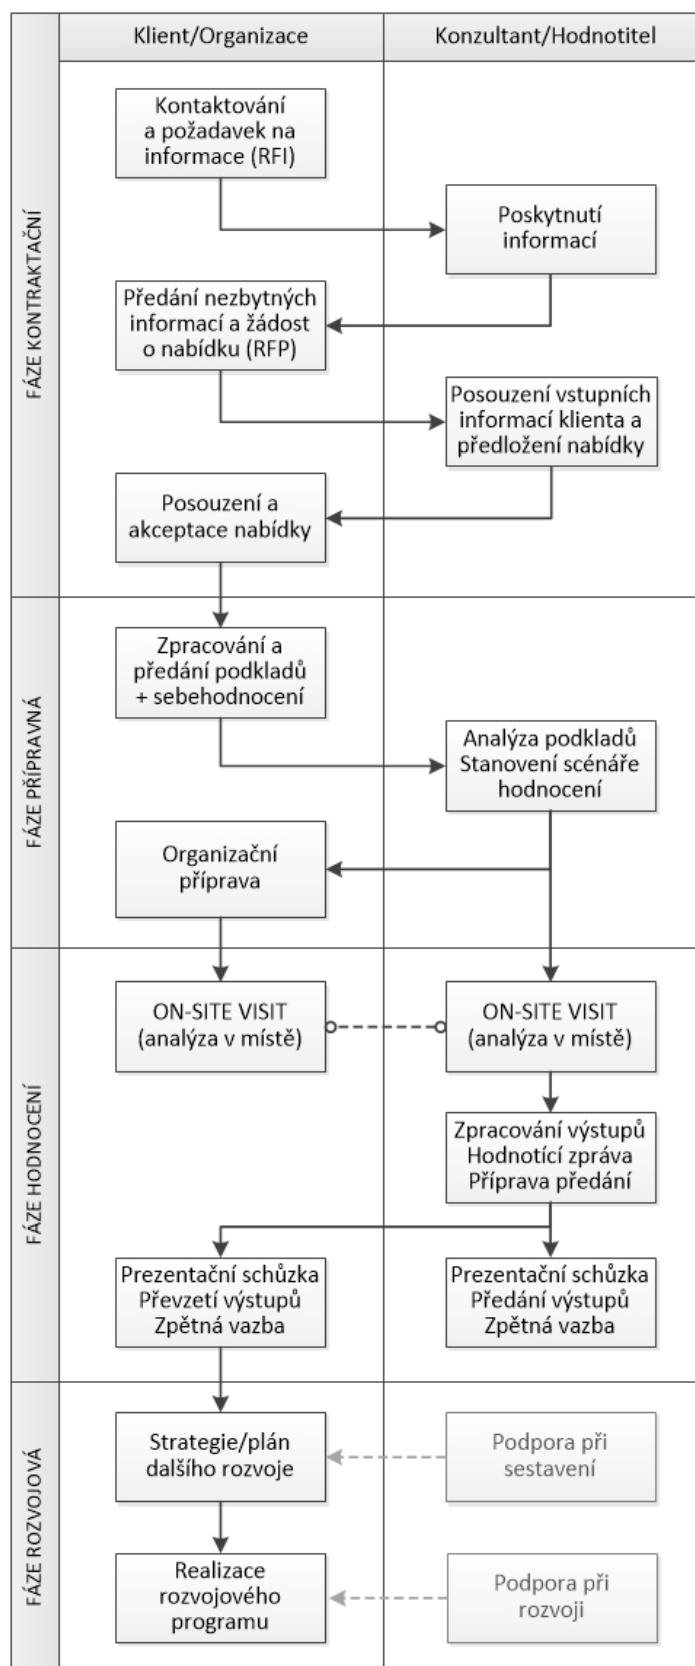 Klient/Organizace
Konzultant/Hodnotitel
FÁZE KONTRAKTAČNÍ
Kontaktování
a požadavek na
informace (RFI)
Poskytnutí
informací
Předání nezbytných
informací a žádost
o nabídku (RFP)
Posouzení vstupních
informací klienta a
předložení nabídky
Posouzení a
akceptace nabídky
FÁZE PŘÍPRAVNÁ
Zpracování a
předání podkladů
+ sebehodnocení
Analýza podkladů
Stanovení scénáře
hodnocení
Organizační
příprava
FÁZE HODNOCENÍ
ON-SITE VISIT
(analýza v místě)
ON-SITE VISIT
(analýza v místě)
Zpracování výstupů
Hodnotící zpráva
Příprava předání
Prezentační schůzka
Převzetí výstupů
Zpětná vazba
Prezentační schůzka
Předání výstupů
Zpětná vazba
FÁZE ROZVOJOVÁ
Strategie/plán
dalšího rozvoje
Podpora při
sestavení
Realizace
rozvojového
programu
Podpora při
rozvoji